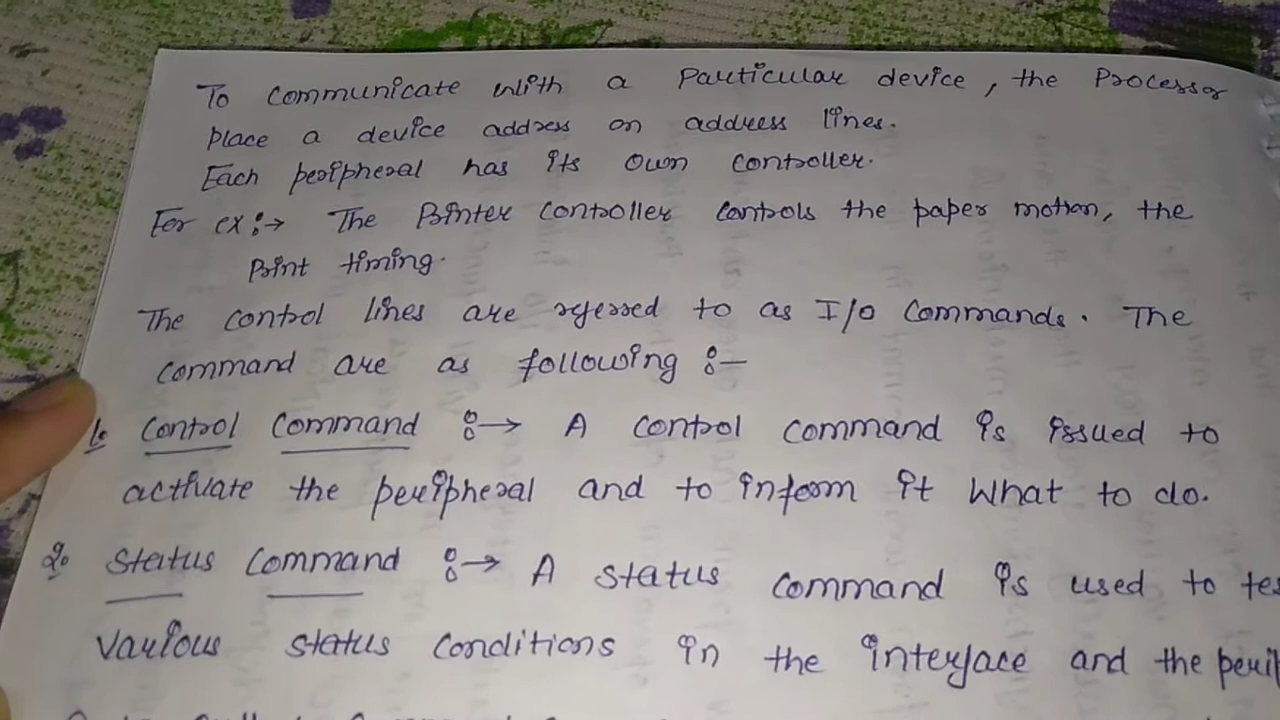 To communicate with a particular device, the Processor
place a device address on address lines.
Each peripheral has its own controller.
For ex :→ The Printer controller controls the paper motion, the
Print timing.
The control lines are referred to as I/O Commands. The
command are as following :-
1. Control Command :→ A control command is issued to
activate the peripheral and to inform it what to do.
2. Status Command :→ A status command is used to tes
various status conditions in the interface and the peri